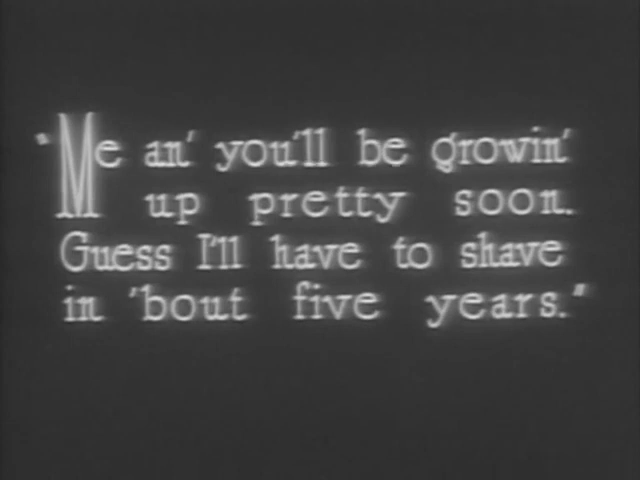 "Me an' you'll be growin'
up pretty soon.
Guess I'll have to shave
in 'bout five years."